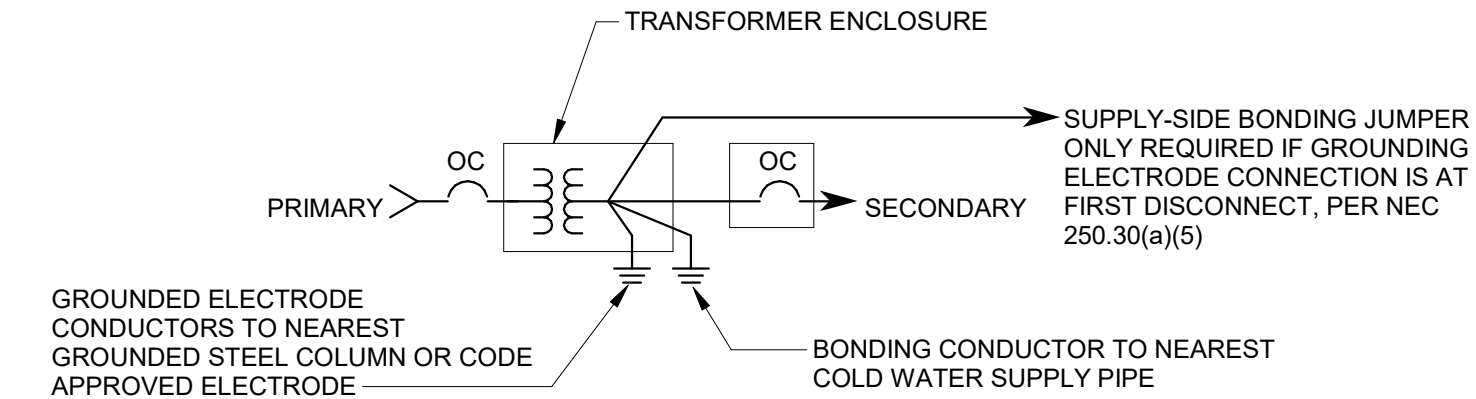 TRANSFORMER ENCLOSURE
OC
OC
PRIMARY
SECONDARY
SUPPLY-SIDE BONDING JUMPER
ONLY REQUIRED IF GROUNDING
ELECTRODE CONNECTION IS AT
FIRST DISCONNECT, PER NEC
250.30(a)(5)
GROUNDED ELECTRODE
CONDUCTORS TO NEAREST
GROUNDED STEEL COLUMN OR CODE
APPROVED ELECTRODE
BONDING CONDUCTOR TO NEAREST
COLD WATER SUPPLY PIPE